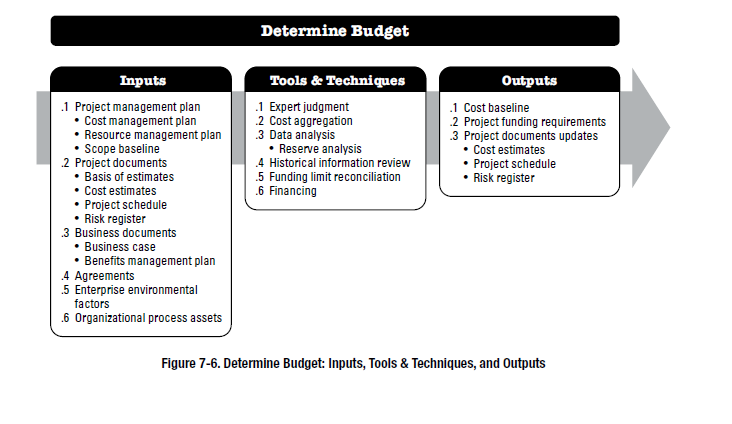 Determine Budget
Inputs
.1 Project management plan
• Cost management plan
• Resource management plan
• Scope baseline
.2 Project documents
• Basis of estimates
• Cost estimates
• Project schedule
• Risk register
.3 Business documents
• Business case
• Benefits management plan
.4 Agreements
.5 Enterprise environmental
factors
.6 Organizational process assets
Tools & Techniques
.1 Expert judgment
.2 Cost aggregation
.3 Data analysis
• Reserve analysis
.4 Historical information review
.5 Funding limit reconciliation
.6 Financing
Outputs
.1 Cost baseline
.2 Project funding requirements
.3 Project documents updates
• Cost estimates
• Project schedule
• Risk register
Figure 7-6. Determine Budget: Inputs, Tools & Techniques, and Outputs